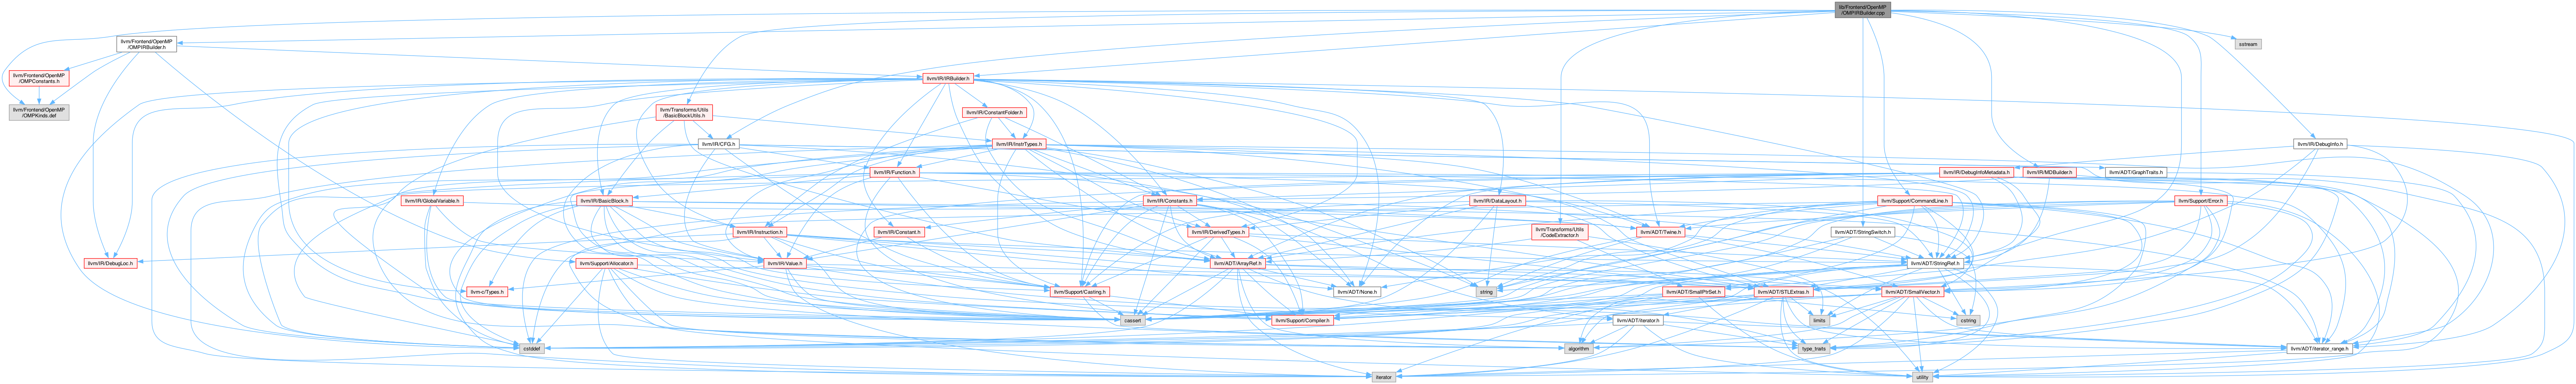 lib/Frontend/OpenMP
/OMPIRBuilder.cpp
llvm/Frontend/OpenMP
/OMPIRBuilder.h
sstream
llvm/Frontend/OpenMP
/OMPConstants.h
llvm/IR/IRBuilder.h
llvm/Frontend/OpenMP
/OMPKinds.def
llvm/Transforms/Utils
/BasicBlockUtils.h
llvm/IR/ConstantFolder.h
llvm/IR/CFG.h
llvm/IR/InstrTypes.h
llvm/IR/DebugInfo.h
llvm/IR/Function.h
llvm/IR/DebugInfoMetadata.h
llvm/IR/MDBuilder.h
llvm/ADT/GraphTraits.h
llvm/IR/GlobalVariable.h
llvm/IR/BasicBlock.h
llvm/IR/Constants.h
llvm/IR/DataLayout.h
llvm/Support/CommandLine.h
llvm/Support/Error.h
llvm/IR/Instruction.h
llvm/IR/Constant.h
llvm/IR/DerivedTypes.h
llvm/Transforms/Utils
/CodeExtractor.h
llvm/ADT/Twine.h
llvm/ADT/StringSwitch.h
llvm/IR/DebugLoc.h
llvm/Support/Allocator.h
llvm/IR/Value.h
llvm/ADT/ArrayRef.h
llvm/ADT/StringRef.h
llvm-c/Types.h
llvm/Support/Casting.h
llvm/ADT/None.h
string
llvm/ADT/SmallPtrSet.h
llvm/ADT/STLExtras.h
llvm/ADT/SmallVector.h
cassert
llvm/Support/Compiler.h
llvm/ADT/iterator.h
limits
cstring
cstddef
algorithm
type_traits
llvm/ADT/iterator_range.h
iterator
utility